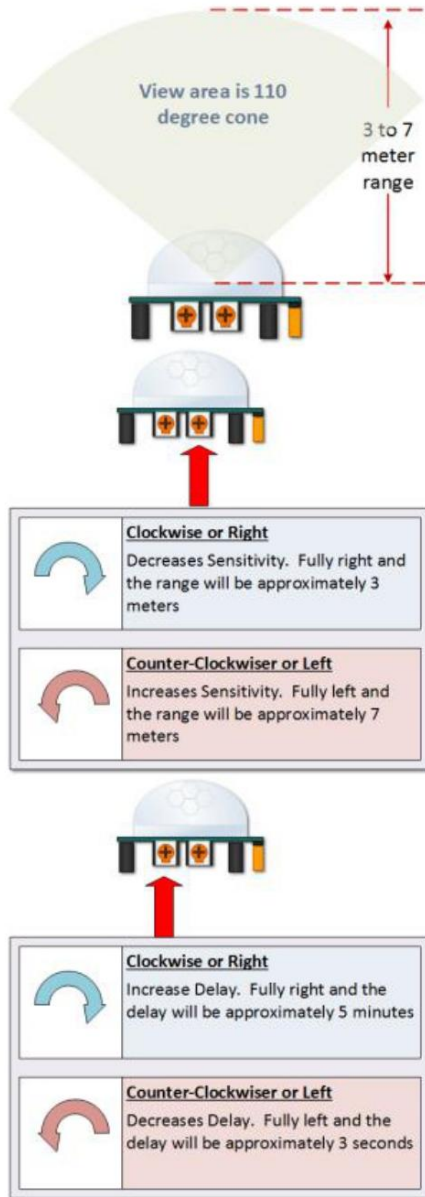 View area is 110
degree cone
3 to 7
meter
range
Clockwise or Right
Decreases Sensitivity. Fully right and
the range will be approximately 3
meters
Counter-Clockwiser or Left
Increases Sensitivity. Fully left and
the range will be approximately 7
meters
Clockwise or Right
Increase Delay. Fully right and the
delay will be approximately 5 minutes
Counter-Clockwiser or Left
Decreases Delay. Fully left and the
delay will be approximately 3 seconds